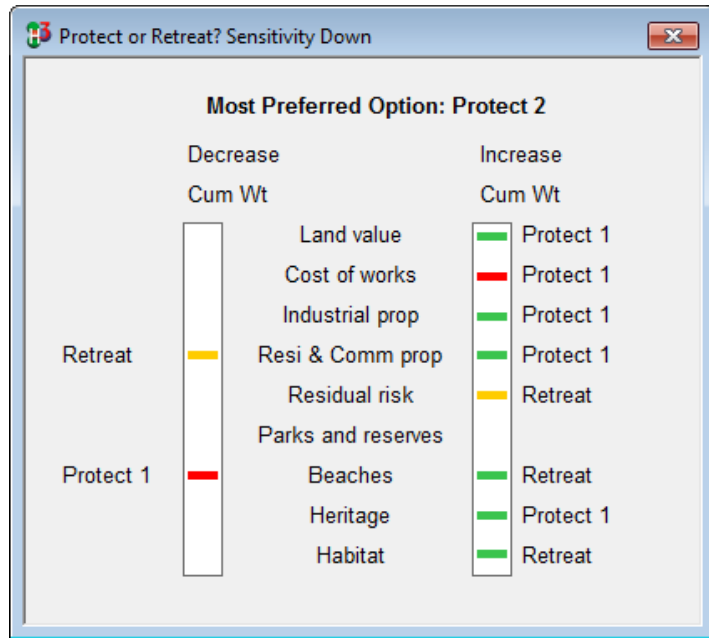 Protect or Retreat? Sensitivity Down
Most Preferred Option: Protect 2
Decrease Increase
Cum Wt Cum Wt
Land value Protect 1
Cost of works Protect 1
Industrial prop Protect 1
Retreat Resi & Comm prop Protect 1
Residual risk Retreat
Parks and reserves
Protect 1 Beaches Retreat
Heritage Protect 1
Habitat Retreat